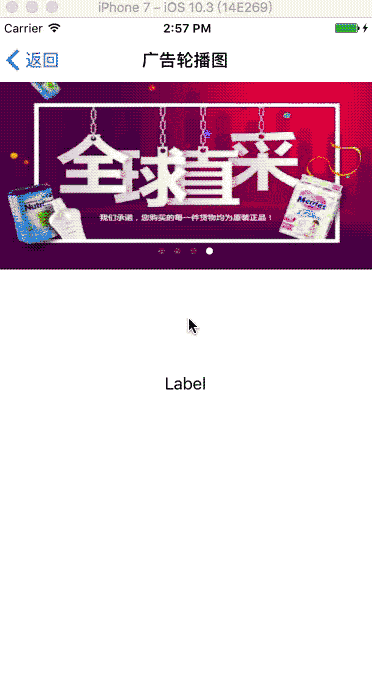 iPhone 7 – iOS 10.3 (14E269)
Carrier 2:57 PM
返回 广告轮播图
全球直采
我们承诺，您购买的每一件货物均为原装正品！
Merries
Label